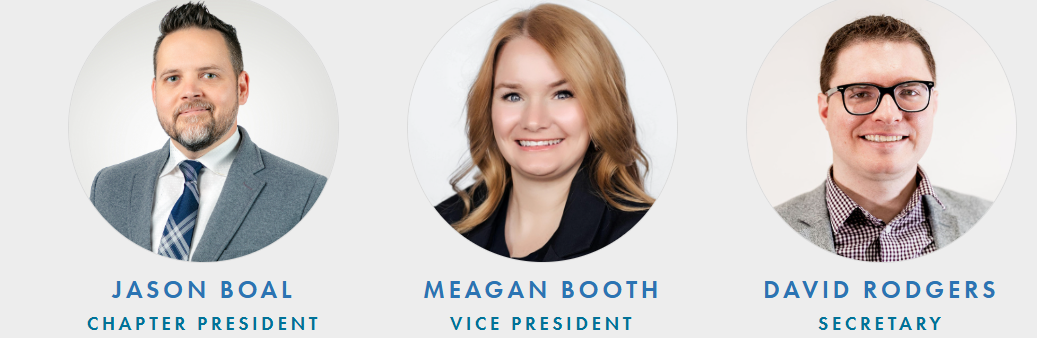 JASON BOAL
CHAPTER PRESIDENT
MEAGAN BOOTH
VICE PRESIDENT
DAVID RODGERS
SECRETARY